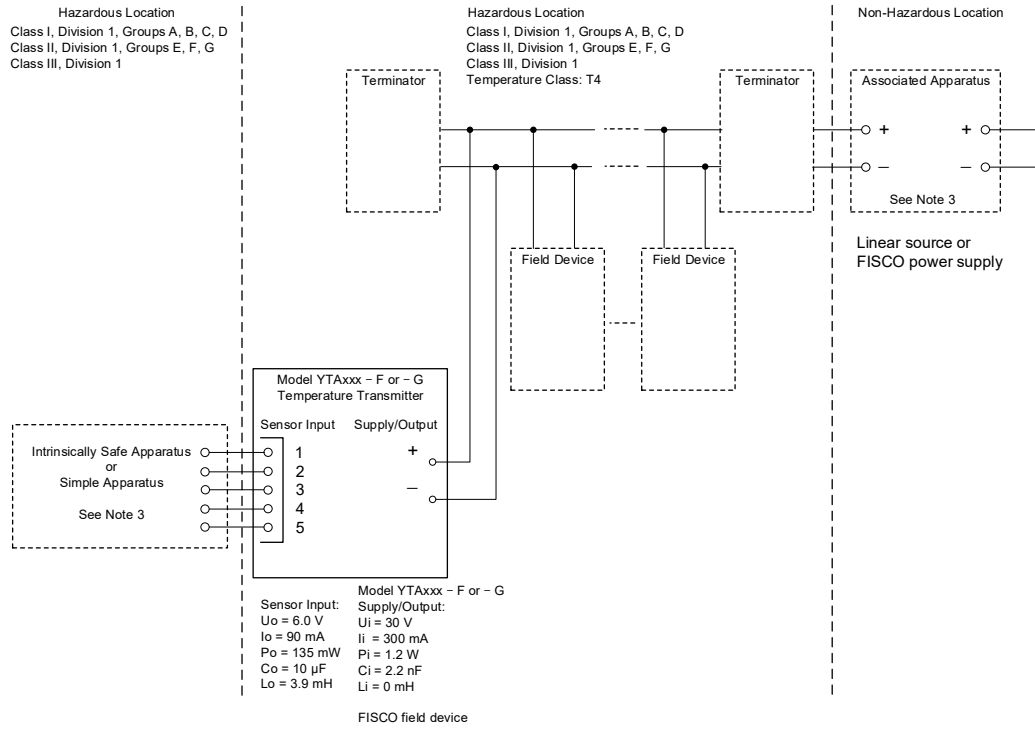 Hazardous Location
Class I, Division 1, Groups A, B, C, D
Class II, Division 1, Groups E, F, G
Class III, Division 1
Hazardous Location
Class I, Division 1, Groups A, B, C, D
Class II, Division 1, Groups E, F, G
Class III, Division 1
Temperature Class: T4
Non-Hazardous Location
Terminator
Terminator
Associated Apparatus
+ +
− −
See Note 3
Linear source or
FISCO power supply
Field Device
Field Device
Model YTAxxx − F or − G
Temperature Transmitter
Sensor Input
Supply/Output
1
2
3
4
5
+
−
Intrinsically Safe Apparatus
or
Simple Apparatus
See Note 3
Sensor Input:
Uo = 6.0 V
Io = 90 mA
Po = 135 mW
Co = 10 µF
Lo = 3.9 mH
Model YTAxxx − F or − G
Supply/Output:
Ui = 30 V
Ii = 300 mA
Pi = 1.2 W
Ci = 2.2 nF
Li = 0 mH
FISCO field device